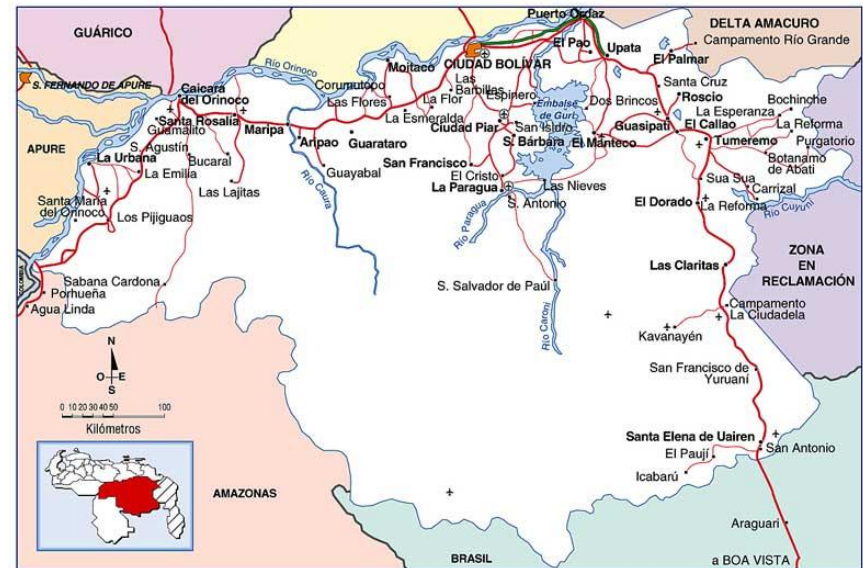 Puerto Ordaz
DELTA AMACURO
Campamento Río Grande
GUÁRICO
El Pao
Upata
El Palmar
CIUDAD BOLÍVAR
Río Orinoco
Moitaco
S. FERNANDO DE APURE
Corumutopo
Las
Barbillas
Santa Cruz
Caicara
del Orinoco
Las Flores
La Flor
Espinero
Embalse
de Guri
Dos Brincos
Roscio
Bochinche
La Esperanza
La Reforma
Santa Rosalía
Guamalito
Maripa
La Esmeralda
Ciudad Piar
San Isidro
Guasipati
El Callao
Aripao
Guarataro
S. Bárbara
El Manteco
Tumeremo
Purgatorio
APURE
S. Agustín
Bucaral
La Urbana
La Emilia
San Francisco
Guayabal
El Cristo
Botanamo
de Abati
Sua Sua
Las Lajitas
La Paragua
Las Nieves
Carrizal
Santa María
del Orinoco
Los Pijiguaos
Río Caura
S. Antonio
El Dorado
La Reforma
Río Cuyuni
Río Paragua
ZONA
EN
RECLAMACIÓN
Las Claritas
COLOMBIA
Sabana Cardona
Porhueña
Agua Linda
S. Salvador de Paúl
Río Caroní
Campamento
La Ciudadela
Kavanayén
N
O E
S
San Francisco de
Yuruaní
0 10 20 30 40 50 100
Kilómetros
Santa Elena de Uairen
San Antonio
El Paují
Icabarú
AMAZONAS
Araguari
BRASIL
a BOA VISTA